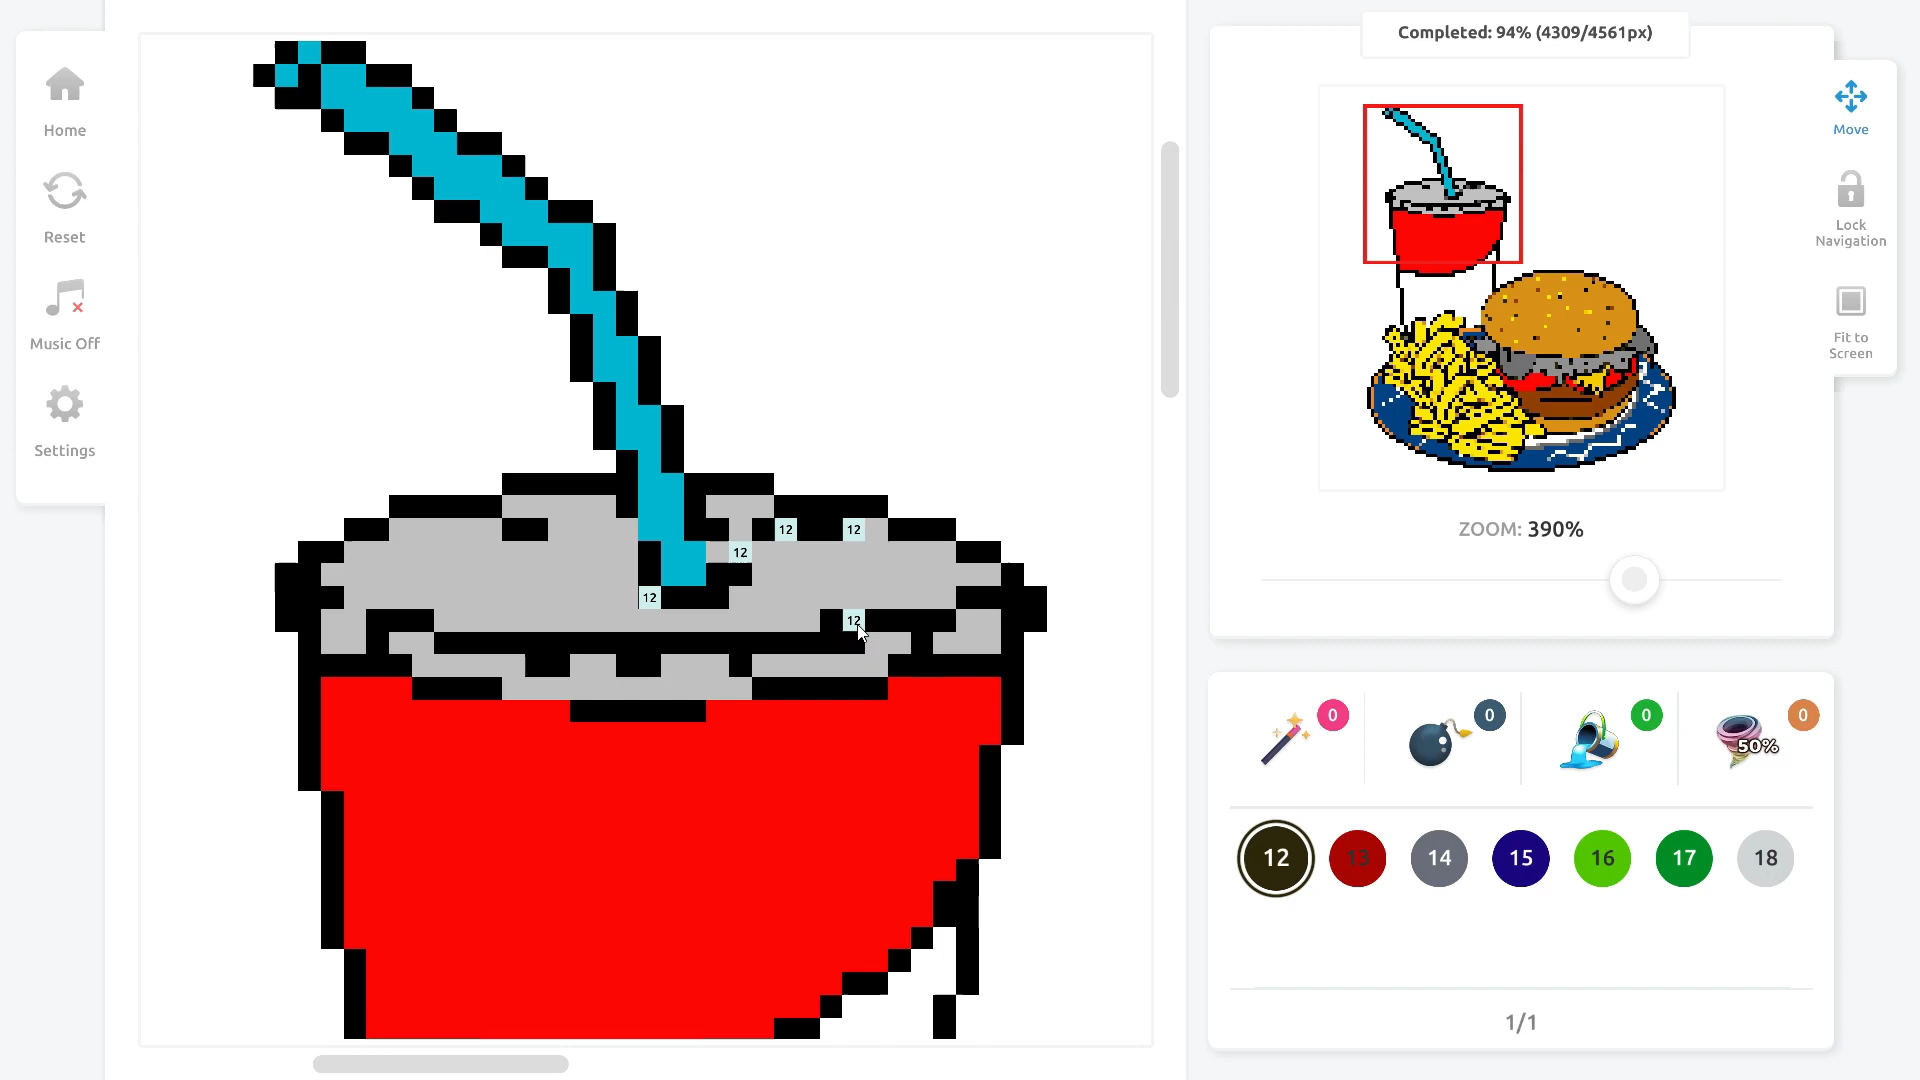 Home
Reset
Music Off
Settings
12
12
12
12
12
Completed: 94% (4309/4561px)
ZOOM: 390%
Move
Lock
Navigation
Fit to
Screen
0
0
0
50%
0
12
13
14
15
16
17
18
1/1